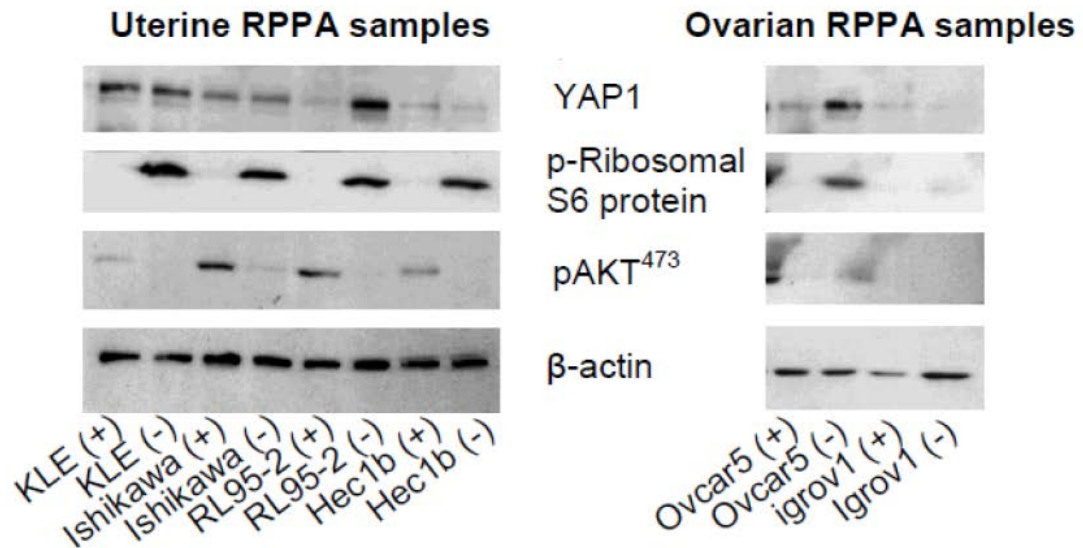 Uterine RPPA samples
Ovarian RPPA samples
YAP1
p-Ribosomal
S6 protein
pAKT473
β-actin
KLE (+)
KLE (-)
Ishikawa (+)
Ishikawa (-)
RL95-2 (+)
RL95-2 (-)
Hec1b (+)
Hec1b (-)
Ovcar5 (+)
Ovcar5 (-)
igrov1 (+)
Igrov1 (-)